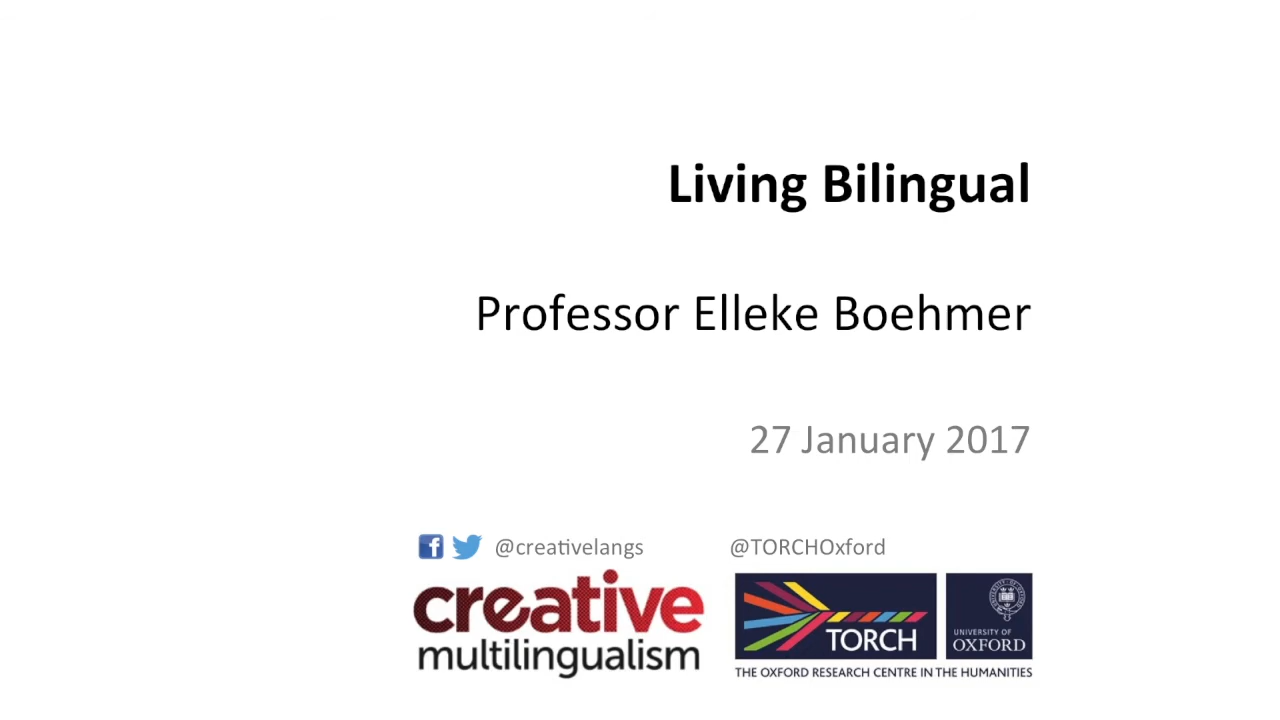 Living Bilingual
Professor Elleke Boehmer
27 January 2017
@creativelangs @TORCHOxford
creative
multilingualism
TORCH
UNIVERSITY OF
OXFORD
THE OXFORD RESEARCH CENTRE IN THE HUMANITIES